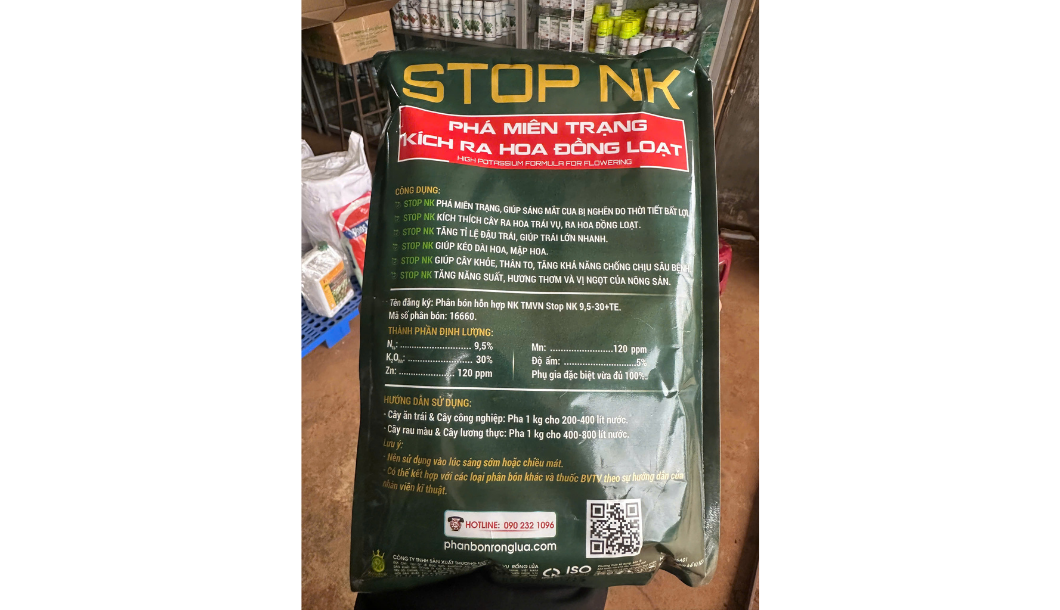 STOP NK
PHÁ MIÊN TRẠNG
KÍCH RA HOA ĐỒNG LOẠT
HIGH POTASSIUM FORMULA FOR FLOWERING
CÔNG DỤNG:
STOP NK PHÁ MIÊN TRẠNG, GIÚP SÁNG MẮT CUA BỊ NGHẼN DO THỜI TIẾT BẤT LỢI.
STOP NK KÍCH THÍCH CÂY RA HOA TRÁI VỤ, RA HOA ĐỒNG LOẠT.
STOP NK TĂNG TỈ LỆ ĐẬU TRÁI, GIÚP TRÁI LỚN NHANH.
STOP NK GIÚP KÉO DÀI HOA, MẬP HOA.
STOP NK GIÚP CÂY KHỎE, THÂN TO, TĂNG KHẢ NĂNG CHỐNG CHỊU SÂU BỆNH.
STOP NK TĂNG NĂNG SUẤT, HƯƠNG THƠM VÀ VỊ NGỌT CỦA NÔNG SẢN.
Tên đăng ký: Phân bón hỗn hợp NK TMVN Stop NK 9,5-30+TE.
Mã số phân bón: 16660.
THÀNH PHẦN ĐỊNH LƯỢNG:
Nts: ........................... 9,5%
K2Ohh: ......................... 30%
Zn: ..................... 120 ppm
Mn: ........................120 ppm
Độ ẩm: ...........................5%
Phụ gia đặc biệt vừa đủ 100%.
HƯỚNG DẪN SỬ DỤNG:
- Cây ăn trái & Cây công nghiệp: Pha 1 kg cho 200-400 lít nước.
- Cây rau màu & Cây lương thực: Pha 1 kg cho 400-800 lít nước.
Lưu ý:
- Nên sử dụng vào lúc sáng sớm hoặc chiều mát.
- Có thể kết hợp với các loại phân bón khác và thuốc BVTV theo sự hướng dẫn của
nhân viên kĩ thuật.
HOTLINE: 090 232 1096
phanbonronglua.com
CÔNG TY TNHH SẢN XUẤT THƯƠNG RỒNG LỬA
ISO